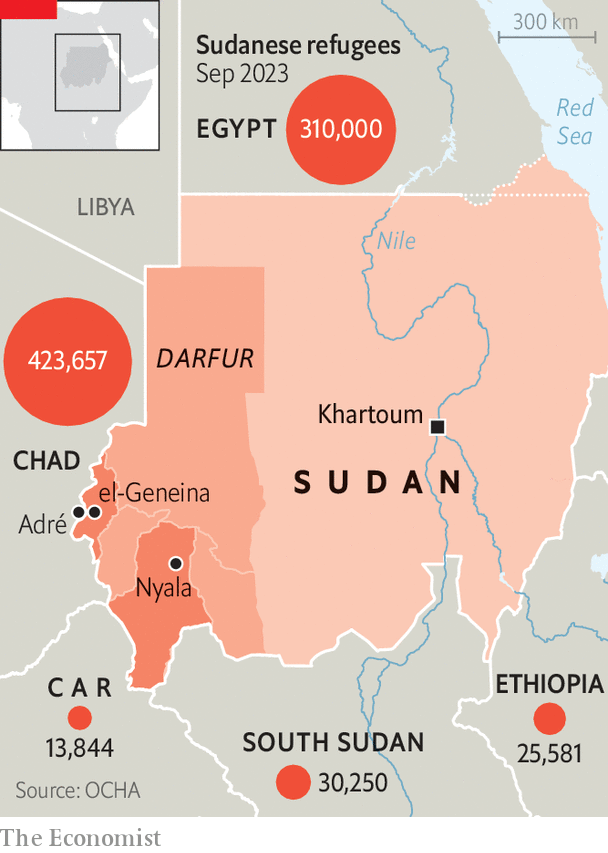 Sudanese refugees
Sep 2023
300 km
EGYPT
310,000
Red
Sea
LIBYA
Nile
423,657
DARFUR
Khartoum
CHAD
SUDAN
el-Geneina
Adré
Nyala
CAR
13,844
ETHIOPIA
25,581
SOUTH SUDAN
30,250
Source: OCHA
The Economist